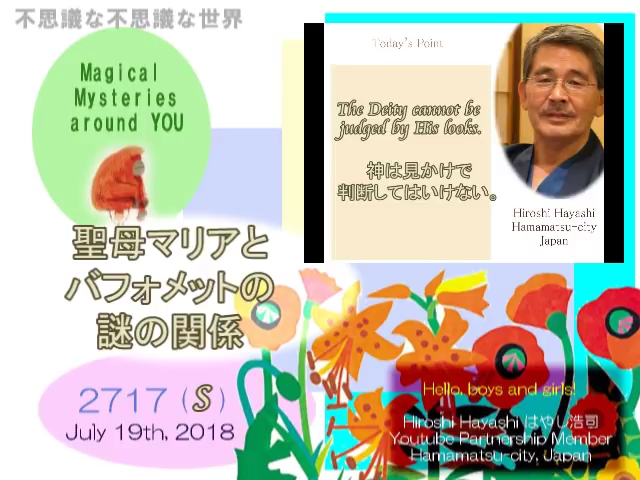 不思議な不思議な世界
Magical
Mysteries
around YOU
Today's Point
The Deity cannot be
judged by His looks.
神は見かけで
判断してはいけない。
Hiroshi Hayashi
Hamamatsu-city
Japan
聖母マリアと
バフォメットの
謎の関係
2717 (S)
July 19th, 2018
Hello, boys and girls!
Hiroshi Hayashi はやし浩司
Youtube Partnership Member
Hamamatsu-city, Japan